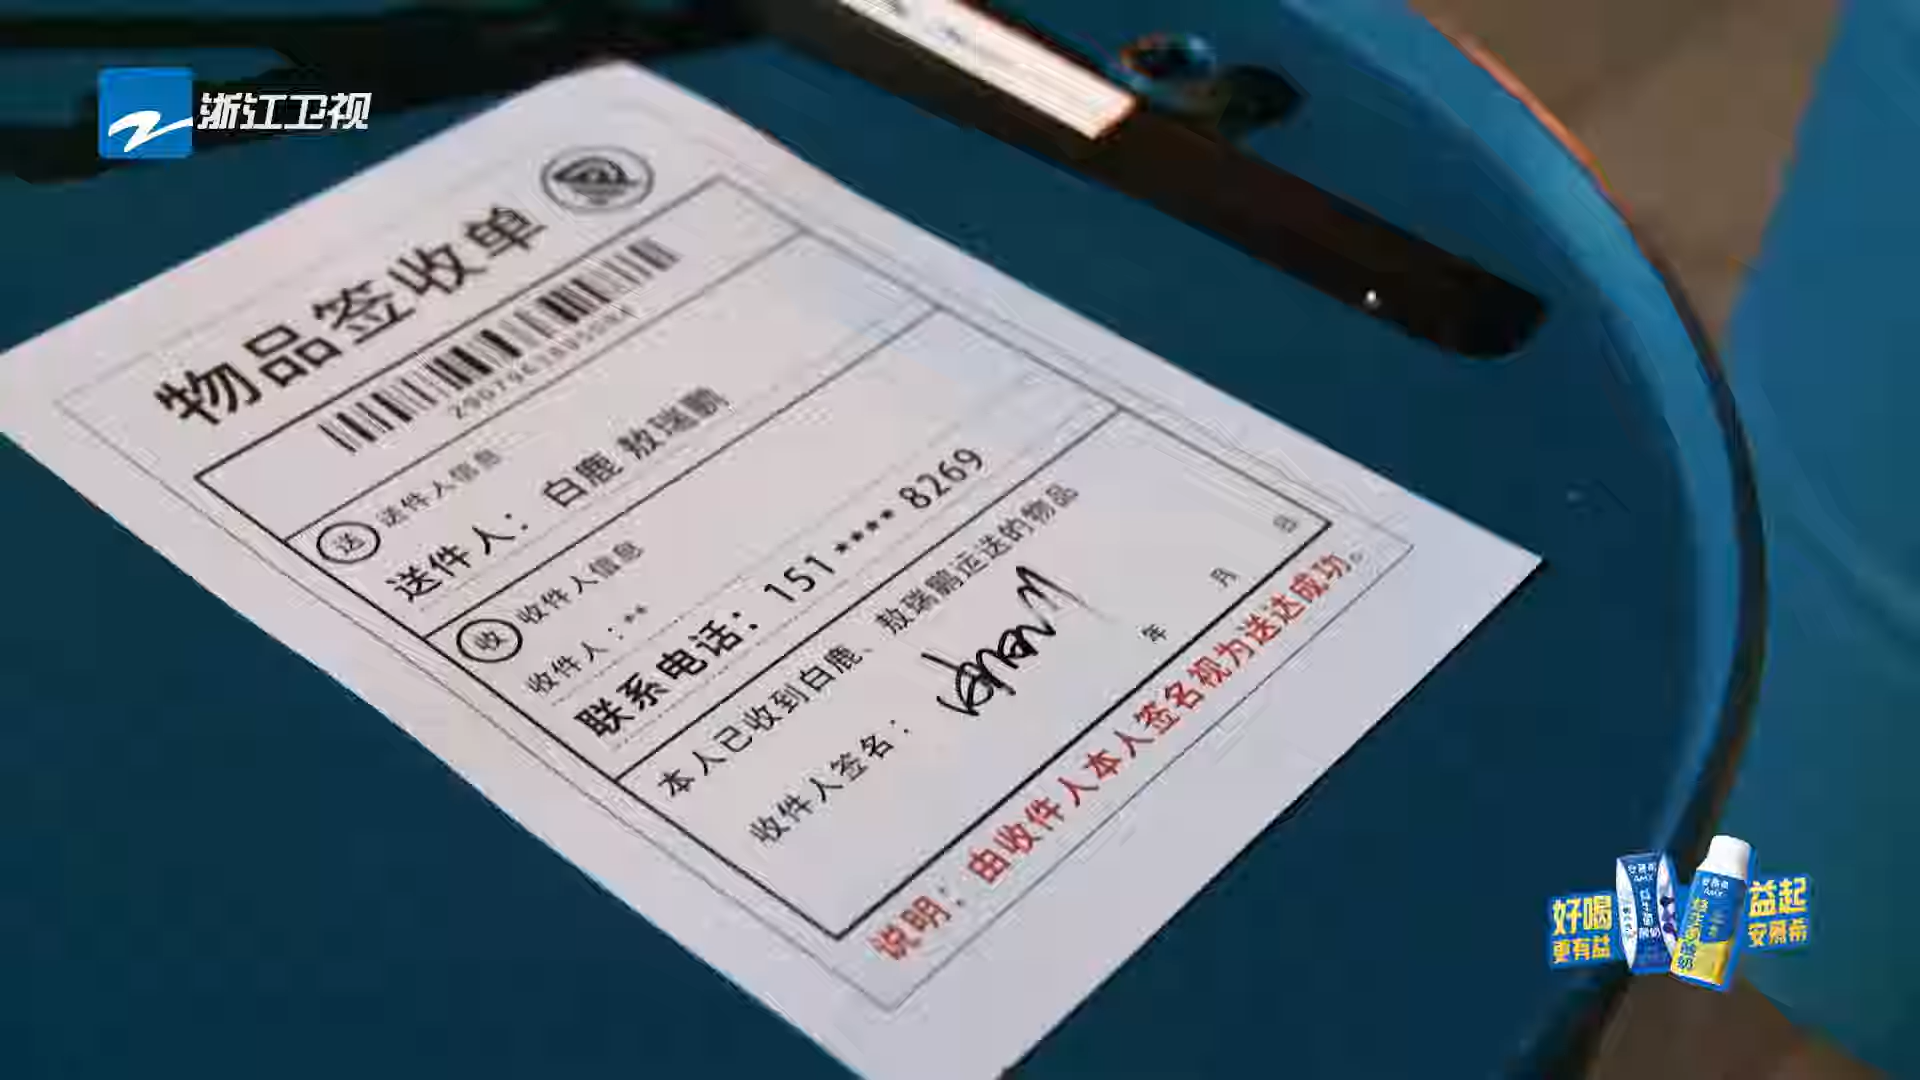 浙江卫视
物品签收单
送 送件人信息
送件人：白鹿 敖瑞鹏
收 收件人信息
收件人：**
联系电话：151****8269
本人已收到白鹿、敖瑞鹏运送的物品
收件人签名：
年 月 日
说明：由收件人本人签名视为送达成功。
好喝
更有益
益起
安慕希